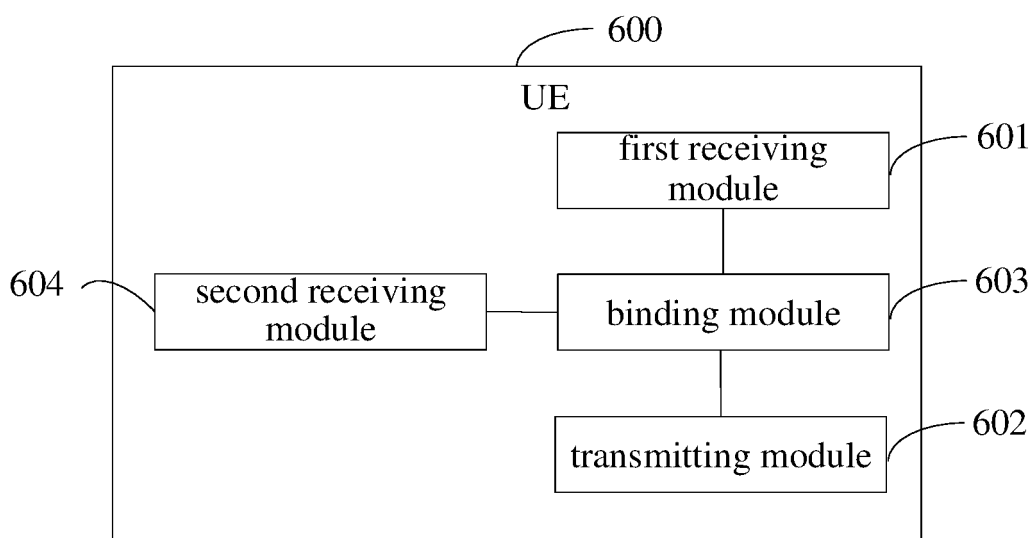 600
UE
first receiving
module
601
604
second receiving
module
binding module
603
transmitting module
602